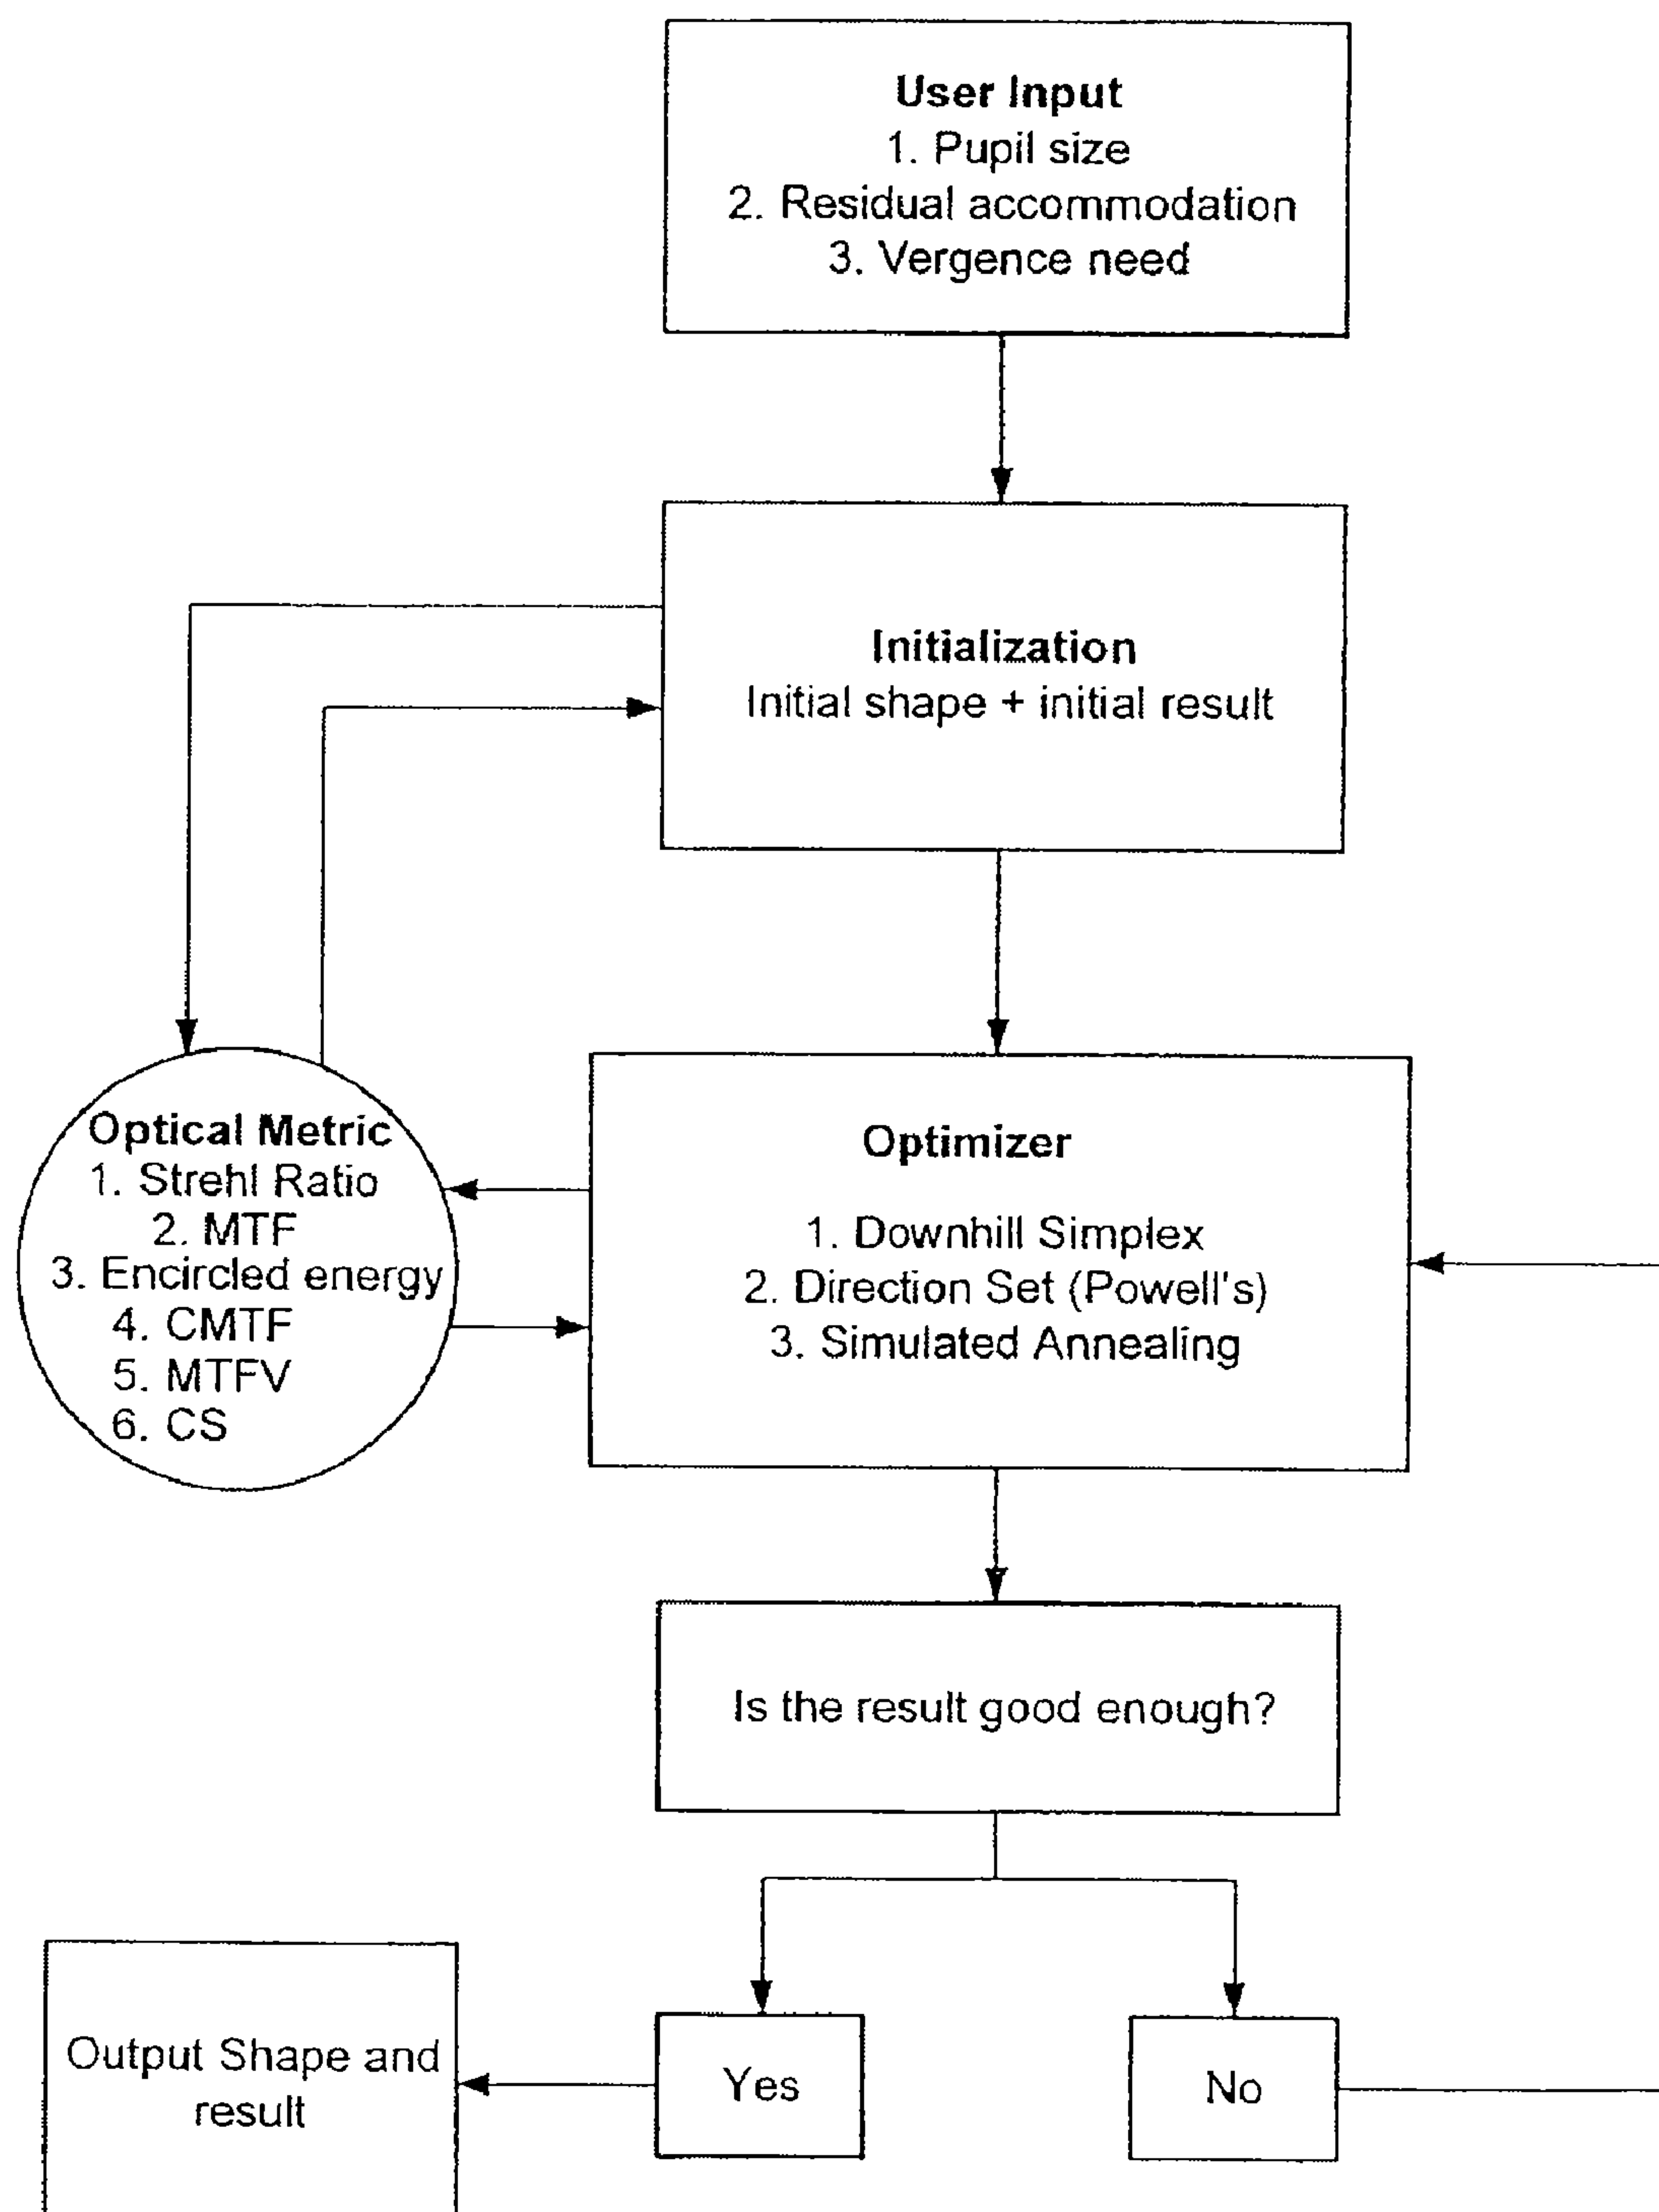 User Input
1. Pupil size
2. Residual accommodation
3. Vergence need
Initialization
Initial shape + initial result
Optical Metric
1. Strehl Ratio
2. MTF
3. Encircled energy
4. CMTF
5. MTFV
6. CS
Optimizer
1. Downhill Simplex
2. Direction Set (Powell's)
3. Simulated Annealing
Is the result good enough?
Output Shape and
result
Yes
No